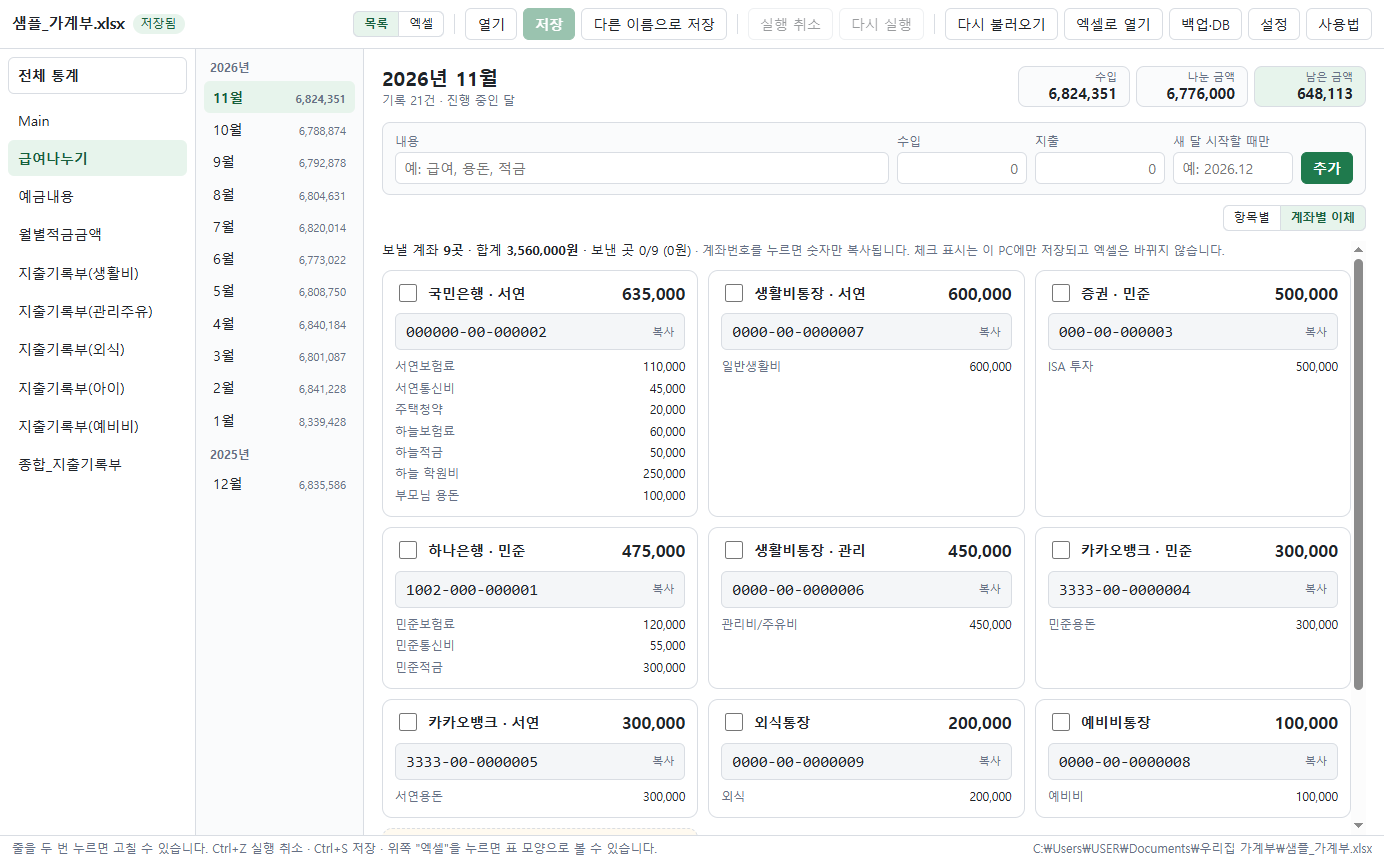 샘플_가계부.xlsx 저장됨 목록 엑셀 열기 저장 다른 이름으로 저장 실행 취소 다시 실행 다시 불러오기 엑셀로 열기 백업·DB 설정 사용법
전체 통계
Main
급여나누기
예금내용
월별적금금액
지출기록부(생활비)
지출기록부(관리주유)
지출기록부(외식)
지출기록부(아이)
지출기록부(예비비)
종합_지출기록부
2026년
11월 6,824,351
10월 6,788,874
9월 6,792,878
8월 6,804,631
7월 6,820,014
6월 6,773,022
5월 6,808,750
4월 6,840,184
3월 6,801,087
2월 6,841,228
1월 8,339,428
2025년
12월 6,835,586
2026년 11월
기록 21건 · 진행 중인 달
수입
6,824,351
나눈 금액
6,776,000
남은 금액
648,113
내용 수입 지출 새 달 시작할 때만
예: 급여, 용돈, 적금 0 0 예: 2026.12 추가
항목별 계좌별 이체
보낼 계좌 9곳 · 합계 3,560,000원 · 보낸 곳 0/9 (0원) · 계좌번호를 누르면 숫자만 복사됩니다. 체크 표시는 이 PC에만 저장되고 엑셀은 바뀌지 않습니다.
국민은행 · 서연 635,000
000000-00-000002 복사
서연보험료 110,000
서연통신비 45,000
주택청약 20,000
하늘보험료 60,000
하늘적금 50,000
하늘 학원비 250,000
부모님 용돈 100,000
생활비통장 · 서연 600,000
0000-00-0000007 복사
일반생활비 600,000
증권 · 민준 500,000
000-00-000003 복사
ISA 투자 500,000
하나은행 · 민준 475,000
1002-000-000001 복사
민준보험료 120,000
민준통신비 55,000
민준적금 300,000
생활비통장 · 관리 450,000
0000-00-0000006 복사
관리비/주유비 450,000
카카오뱅크 · 민준 300,000
3333-00-0000004 복사
민준용돈 300,000
카카오뱅크 · 서연 300,000
3333-00-0000005 복사
서연용돈 300,000
외식통장 200,000
0000-00-0000009 복사
외식 200,000
예비비통장 100,000
0000-00-0000008 복사
예비비 100,000
줄을 두 번 누르면 고칠 수 있습니다. Ctrl+Z 실행 취소 · Ctrl+S 저장 · 위쪽 "엑셀"을 누르면 표 모양으로 볼 수 있습니다.
C:₩Users₩USER₩Documents₩우리집 가계부₩샘플_가계부.xlsx